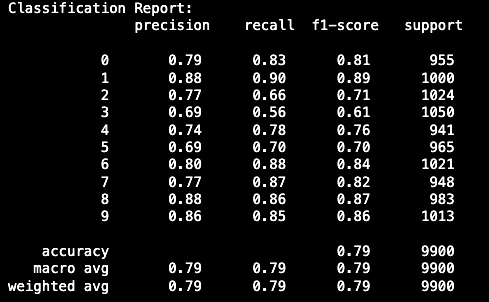 Classification Report:
precision recall f1-score support
0 0.79 0.83 0.81 955
1 0.88 0.90 0.89 1000
2 0.77 0.66 0.71 1024
3 0.69 0.56 0.61 1050
4 0.74 0.78 0.76 941
5 0.69 0.70 0.70 965
6 0.80 0.88 0.84 1021
7 0.77 0.87 0.82 948
8 0.88 0.86 0.87 983
9 0.86 0.85 0.86 1013
accuracy 0.79 9900
macro avg 0.79 0.79 0.79 9900
weighted avg 0.79 0.79 0.79 9900